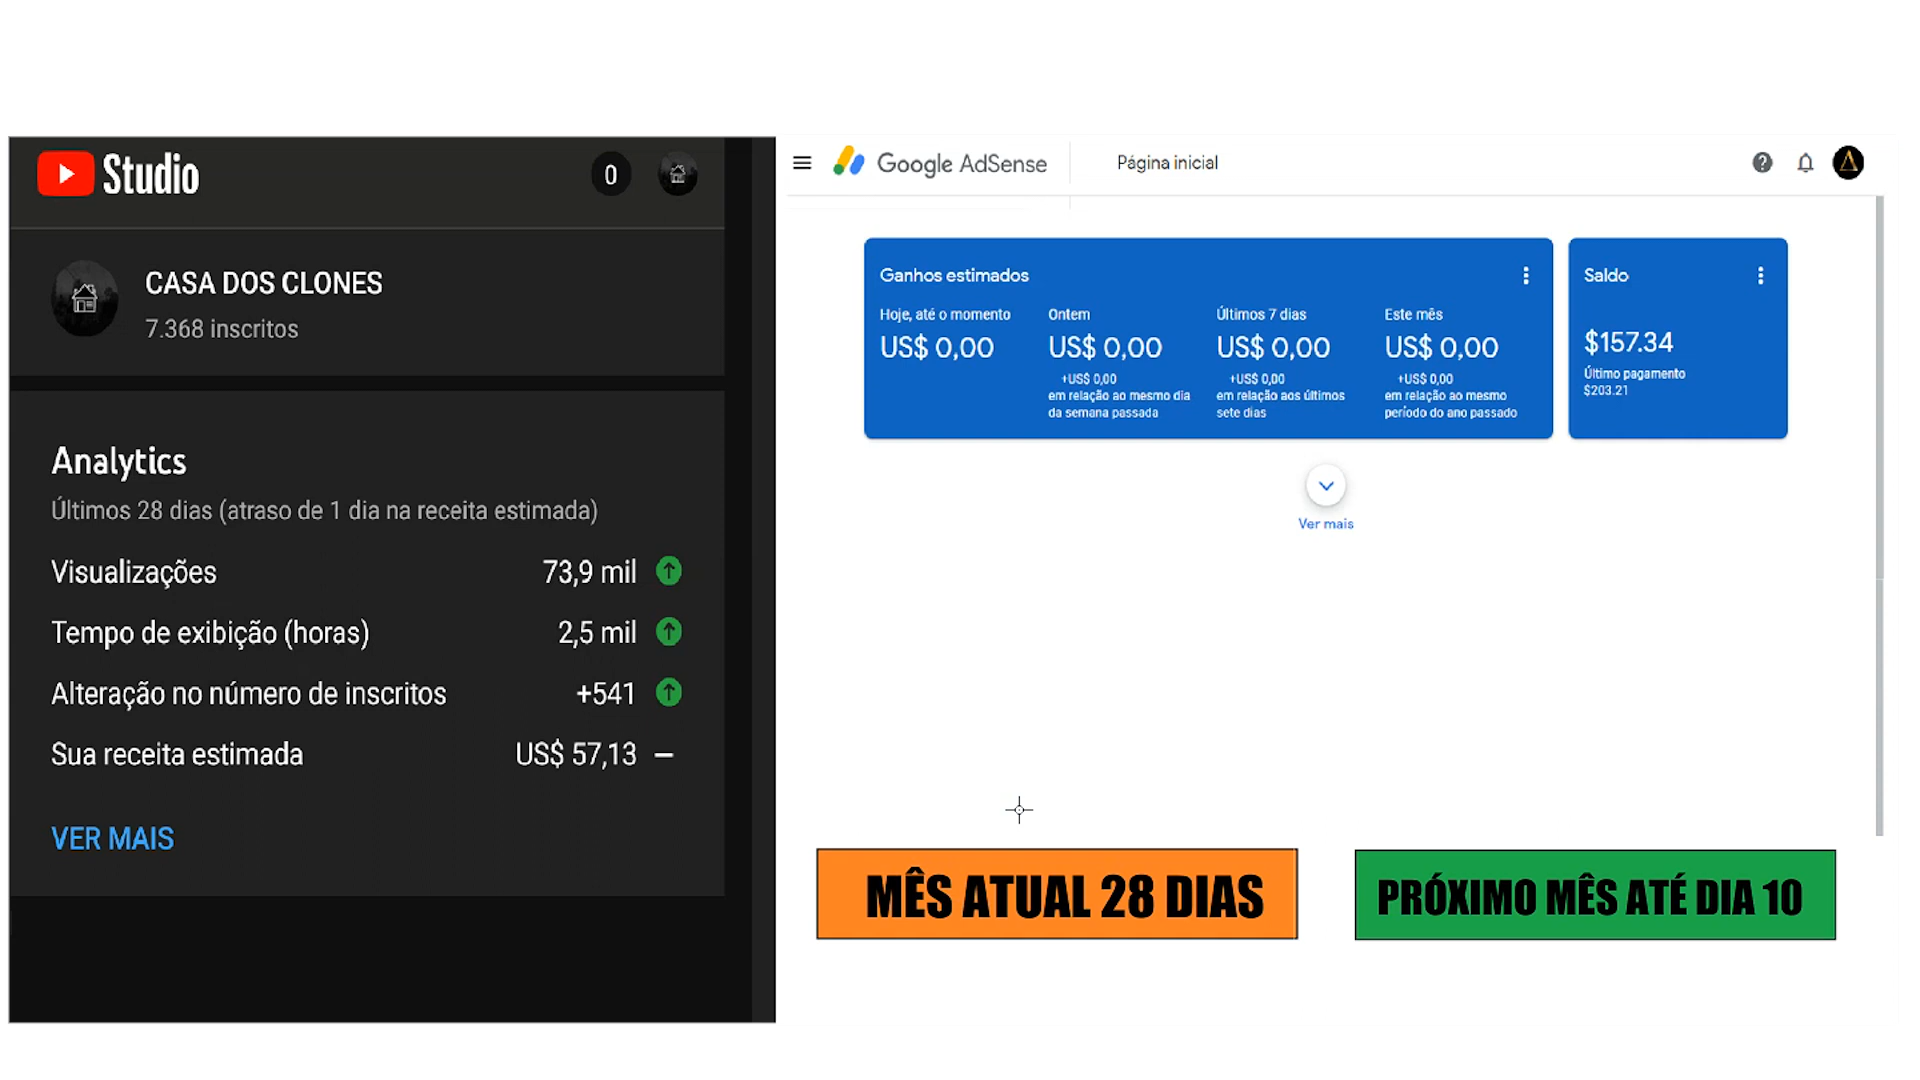 Studio
0
CASA DOS CLONES
7.368 inscritos
Analytics
Últimos 28 dias (atraso de 1 dia na receita estimada)
Visualizações 73,9 mil
Tempo de exibição (horas) 2,5 mil
Alteração no número de inscritos +541
Sua receita estimada US$ 57,13 —
VER MAIS
Google AdSense
Página inicial
?
Ganhos estimados
Hoje, até o momento
US$ 0,00
Ontem
US$ 0,00
+US$ 0,00
em relação ao mesmo dia
da semana passada
Últimos 7 dias
US$ 0,00
+US$ 0,00
em relação aos últimos
sete dias
Este mês
US$ 0,00
+US$ 0,00
em relação ao mesmo
período do ano passado
Saldo
$157.34
Último pagamento
$203.21
Ver mais
MÊS ATUAL 28 DIAS
PRÓXIMO MÊS ATÉ DIA 10